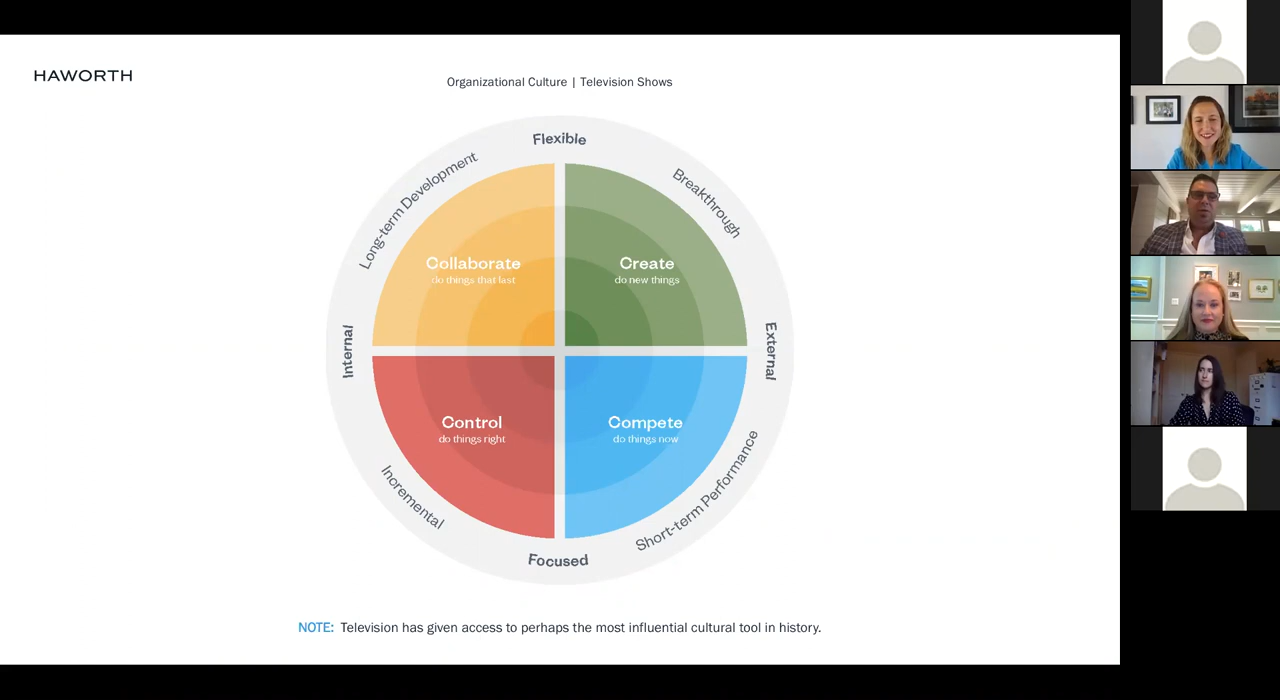 HAWORTH
Organizational Culture | Television Shows
Flexible
Long-term Development
Breakthrough
Collaborate
do things that last
Create
do new things
Internal
External
Control
do things right
Compete
do things now
Incremental
Short-term Performance
Focused
NOTE: Television has given access to perhaps the most influential cultural tool in history.